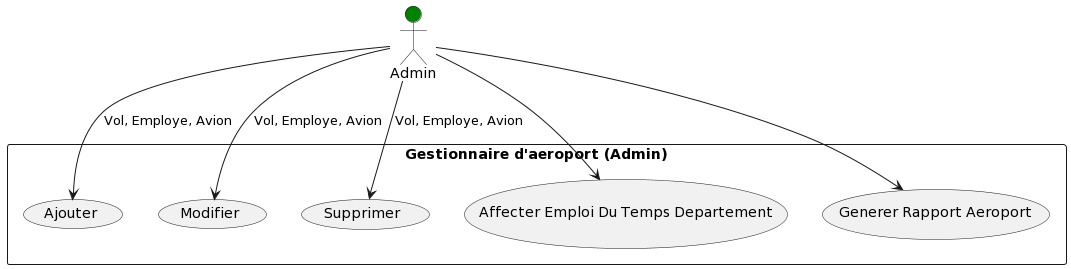 Admin
Vol, Employe, Avion
Vol, Employe, Avion
Vol, Employe, Avion
Gestionnaire d'aeroport (Admin)
Ajouter
Modifier
Supprimer
Affecter Emploi Du Temps Departement
Generer Rapport Aeroport